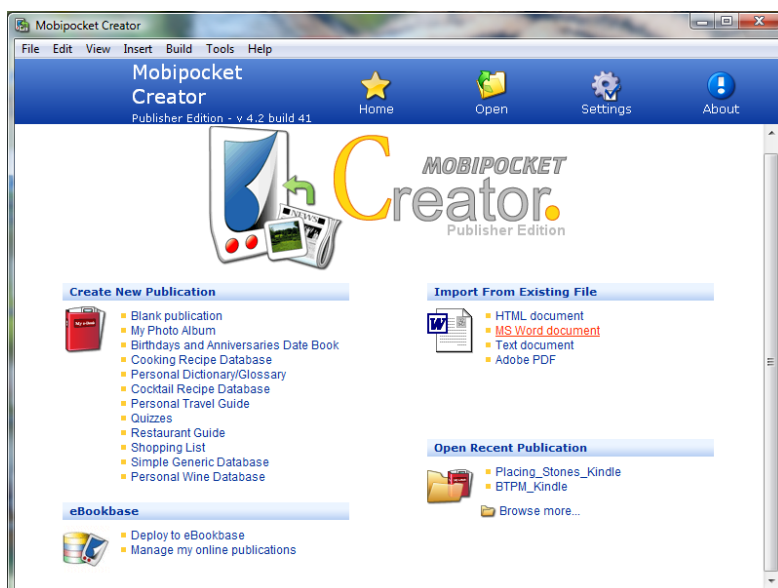 Mobipocket Creator
File Edit View Insert Build Tools Help
Mobipocket
Creator
Publisher Edition - v 4.2 build 41
Home
Open
Settings
About
MOBIPOCKET
Creator.
Publisher Edition
NEWS
Create New Publication
My e-Book
Blank publication
My Photo Album
Birthdays and Anniversaries Date Book
Cooking Recipe Database
Personal Dictionary/Glossary
Cocktail Recipe Database
Personal Travel Guide
Quizzes
Restaurant Guide
Shopping List
Simple Generic Database
Personal Wine Database
eBookbase
Deploy to eBookbase
Manage my online publications
Import From Existing File
W
HTML document
MS Word document
Text document
Adobe PDF
Open Recent Publication
Placing_Stones_Kindle
BTPM_Kindle
Browse more...